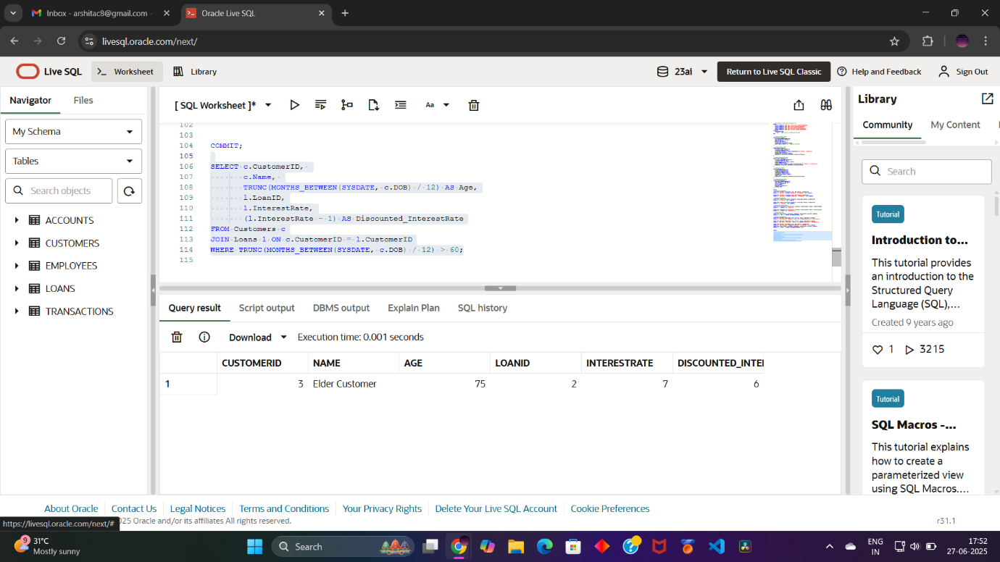 Inbox - arshitac8@gmail.com -
Oracle Live SQL
livesql.oracle.com/next/
Live SQL
Worksheet
Library
23ai
Return to Live SQL Classic
Help and Feedback
Sign Out
Navigator
Files
My Schema
Tables
Search objects
ACCOUNTS
CUSTOMERS
EMPLOYEES
LOANS
TRANSACTIONS
[ SQL Worksheet ]*
Aa
102
103
104 COMMIT;
105
106 SELECT c.CustomerID,
107 c.Name,
108 TRUNC(MONTHS_BETWEEN(SYSDATE, c.DOB) / 12) AS Age,
109 l.LoanID,
110 l.InterestRate,
111 (l.InterestRate - 1) AS Discounted_InterestRate
112 FROM Customers c
113 JOIN Loans l ON c.CustomerID = l.CustomerID
114 WHERE TRUNC(MONTHS_BETWEEN(SYSDATE, c.DOB) / 12) > 60;
115
Query result
Script output
DBMS output
Explain Plan
SQL history
Download
Execution time: 0.001 seconds
CUSTOMERID NAME AGE LOANID INTERESTRATE DISCOUNTED_INTE
1 3 Elder Customer 75 2 7 6
Library
Community
My Content
Search
Tutorial
Introduction to...
This tutorial provides
an introduction to the
Structured Query
Language (SQL),...
Created 9 years ago
1 3215
Tutorial
SQL Macros -...
This tutorial explains
how to create a
parameterized view
using SQL Macros....
About Oracle
Contact Us
Legal Notices
Terms and Conditions
Your Privacy Rights
Delete Your Live SQL Account
Cookie Preferences
https://livesql.oracle.com/next/#
025 Oracle and/or its affiliates All rights reserved.
r31.1
9
31°C
Mostly sunny
Search
ENG
IN
17:52
27-06-2025